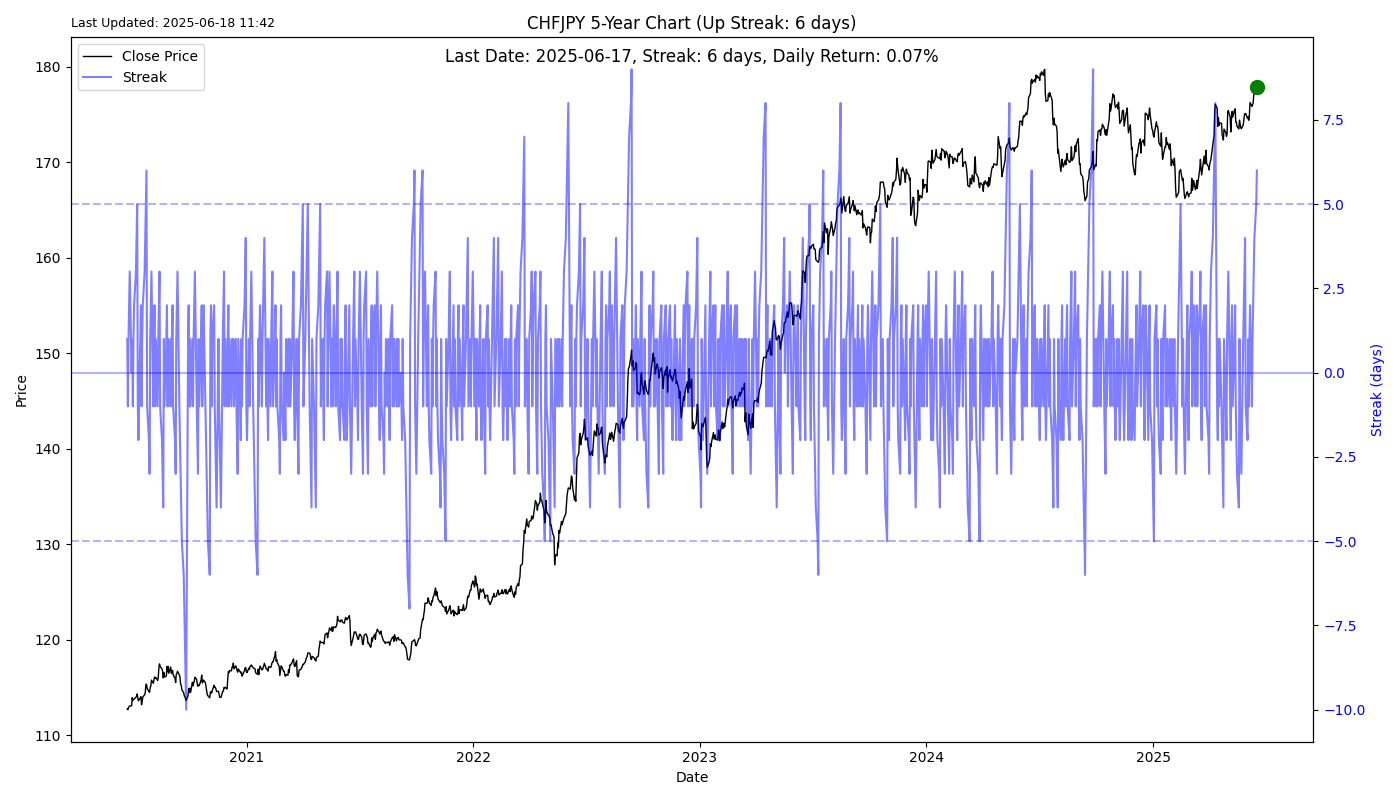 Last Updated: 2025-06-18 11:42
CHFJPY 5-Year Chart (Up Streak: 6 days)
Last Date: 2025-06-17, Streak: 6 days, Daily Return: 0.07%
Close Price
Streak
180
170
160
150
140
130
120
110
Price
7.5
5.0
2.5
0.0
−2.5
−5.0
−7.5
−10.0
Streak (days)
2021
2022
2023
2024
2025
Date